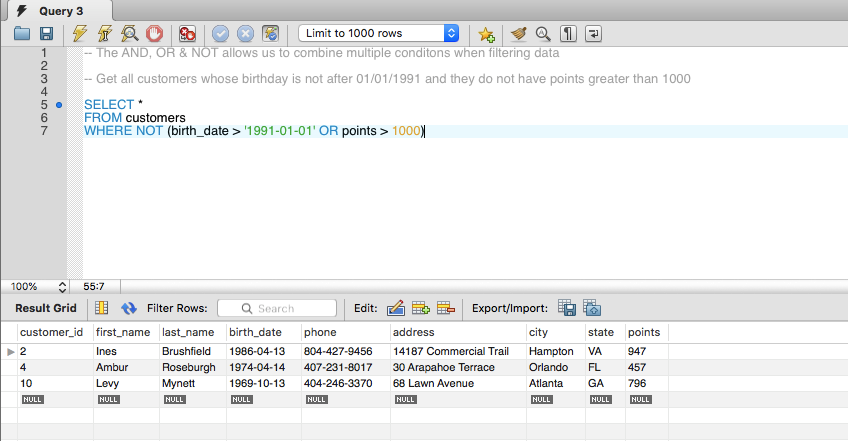 Query 3
Limit to 1000 rows
1 -- The AND, OR & NOT allows us to combine multiple conditons when filtering data
2
3 -- Get all customers whose birthday is not after 01/01/1991 and they do not have points greater than 1000
4
5 SELECT *
6 FROM customers
7 WHERE NOT (birth_date > '1991-01-01' OR points > 1000)
100% 55:7
Result Grid Filter Rows: Search Edit: Export/Import:
customer_id first_name last_name birth_date phone address city state points
2 Ines Brushfield 1986-04-13 804-427-9456 14187 Commercial Trail Hampton VA 947
4 Ambur Roseburgh 1974-04-14 407-231-8017 30 Arapahoe Terrace Orlando FL 457
10 Levy Mynett 1969-10-13 404-246-3370 68 Lawn Avenue Atlanta GA 796
NULL NULL NULL NULL NULL NULL NULL NULL NULL